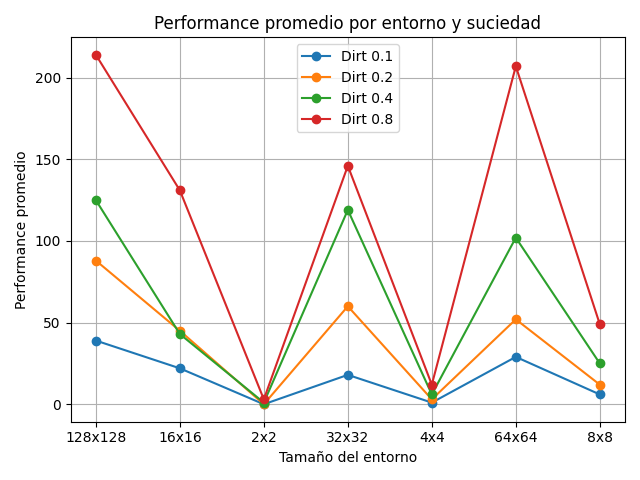 Performance promedio por entorno y suciedad
Dirt 0.1
Dirt 0.2
Dirt 0.4
Dirt 0.8
Performance promedio
200
150
100
50
0
128x128 16x16 2x2 32x32 4x4 64x64 8x8
Tamaño del entorno